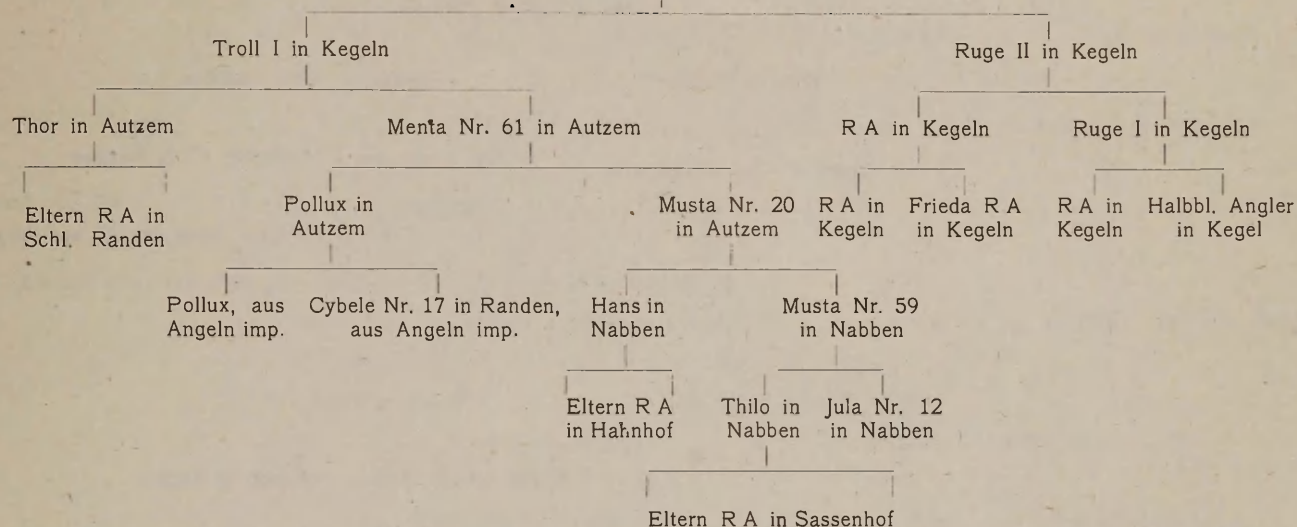 Troll I in Kegeln
Ruge II in Kegeln
Thor in Autzem
Menta Nr. 61 in Autzem
R A in Kegeln
Ruge I in Kegeln
Eltern R A in
Schl. Randen
Pollux in
Autzem
Musta Nr. 20
in Autzem
R A in
Kegeln
Frieda R A
in Kegeln
R A in
Kegeln
Halbbl. Angler
in Kegel
Pollux, aus
Angeln imp.
Cybele Nr. 17 in Randen,
aus Angeln imp.
Hans in
Nabben
Musta Nr. 59
in Nabben
Eltern R A
in Hahnhof
Thilo in
Nabben
Jula Nr. 12
in Nabben
Eltern R A in Sassenhof